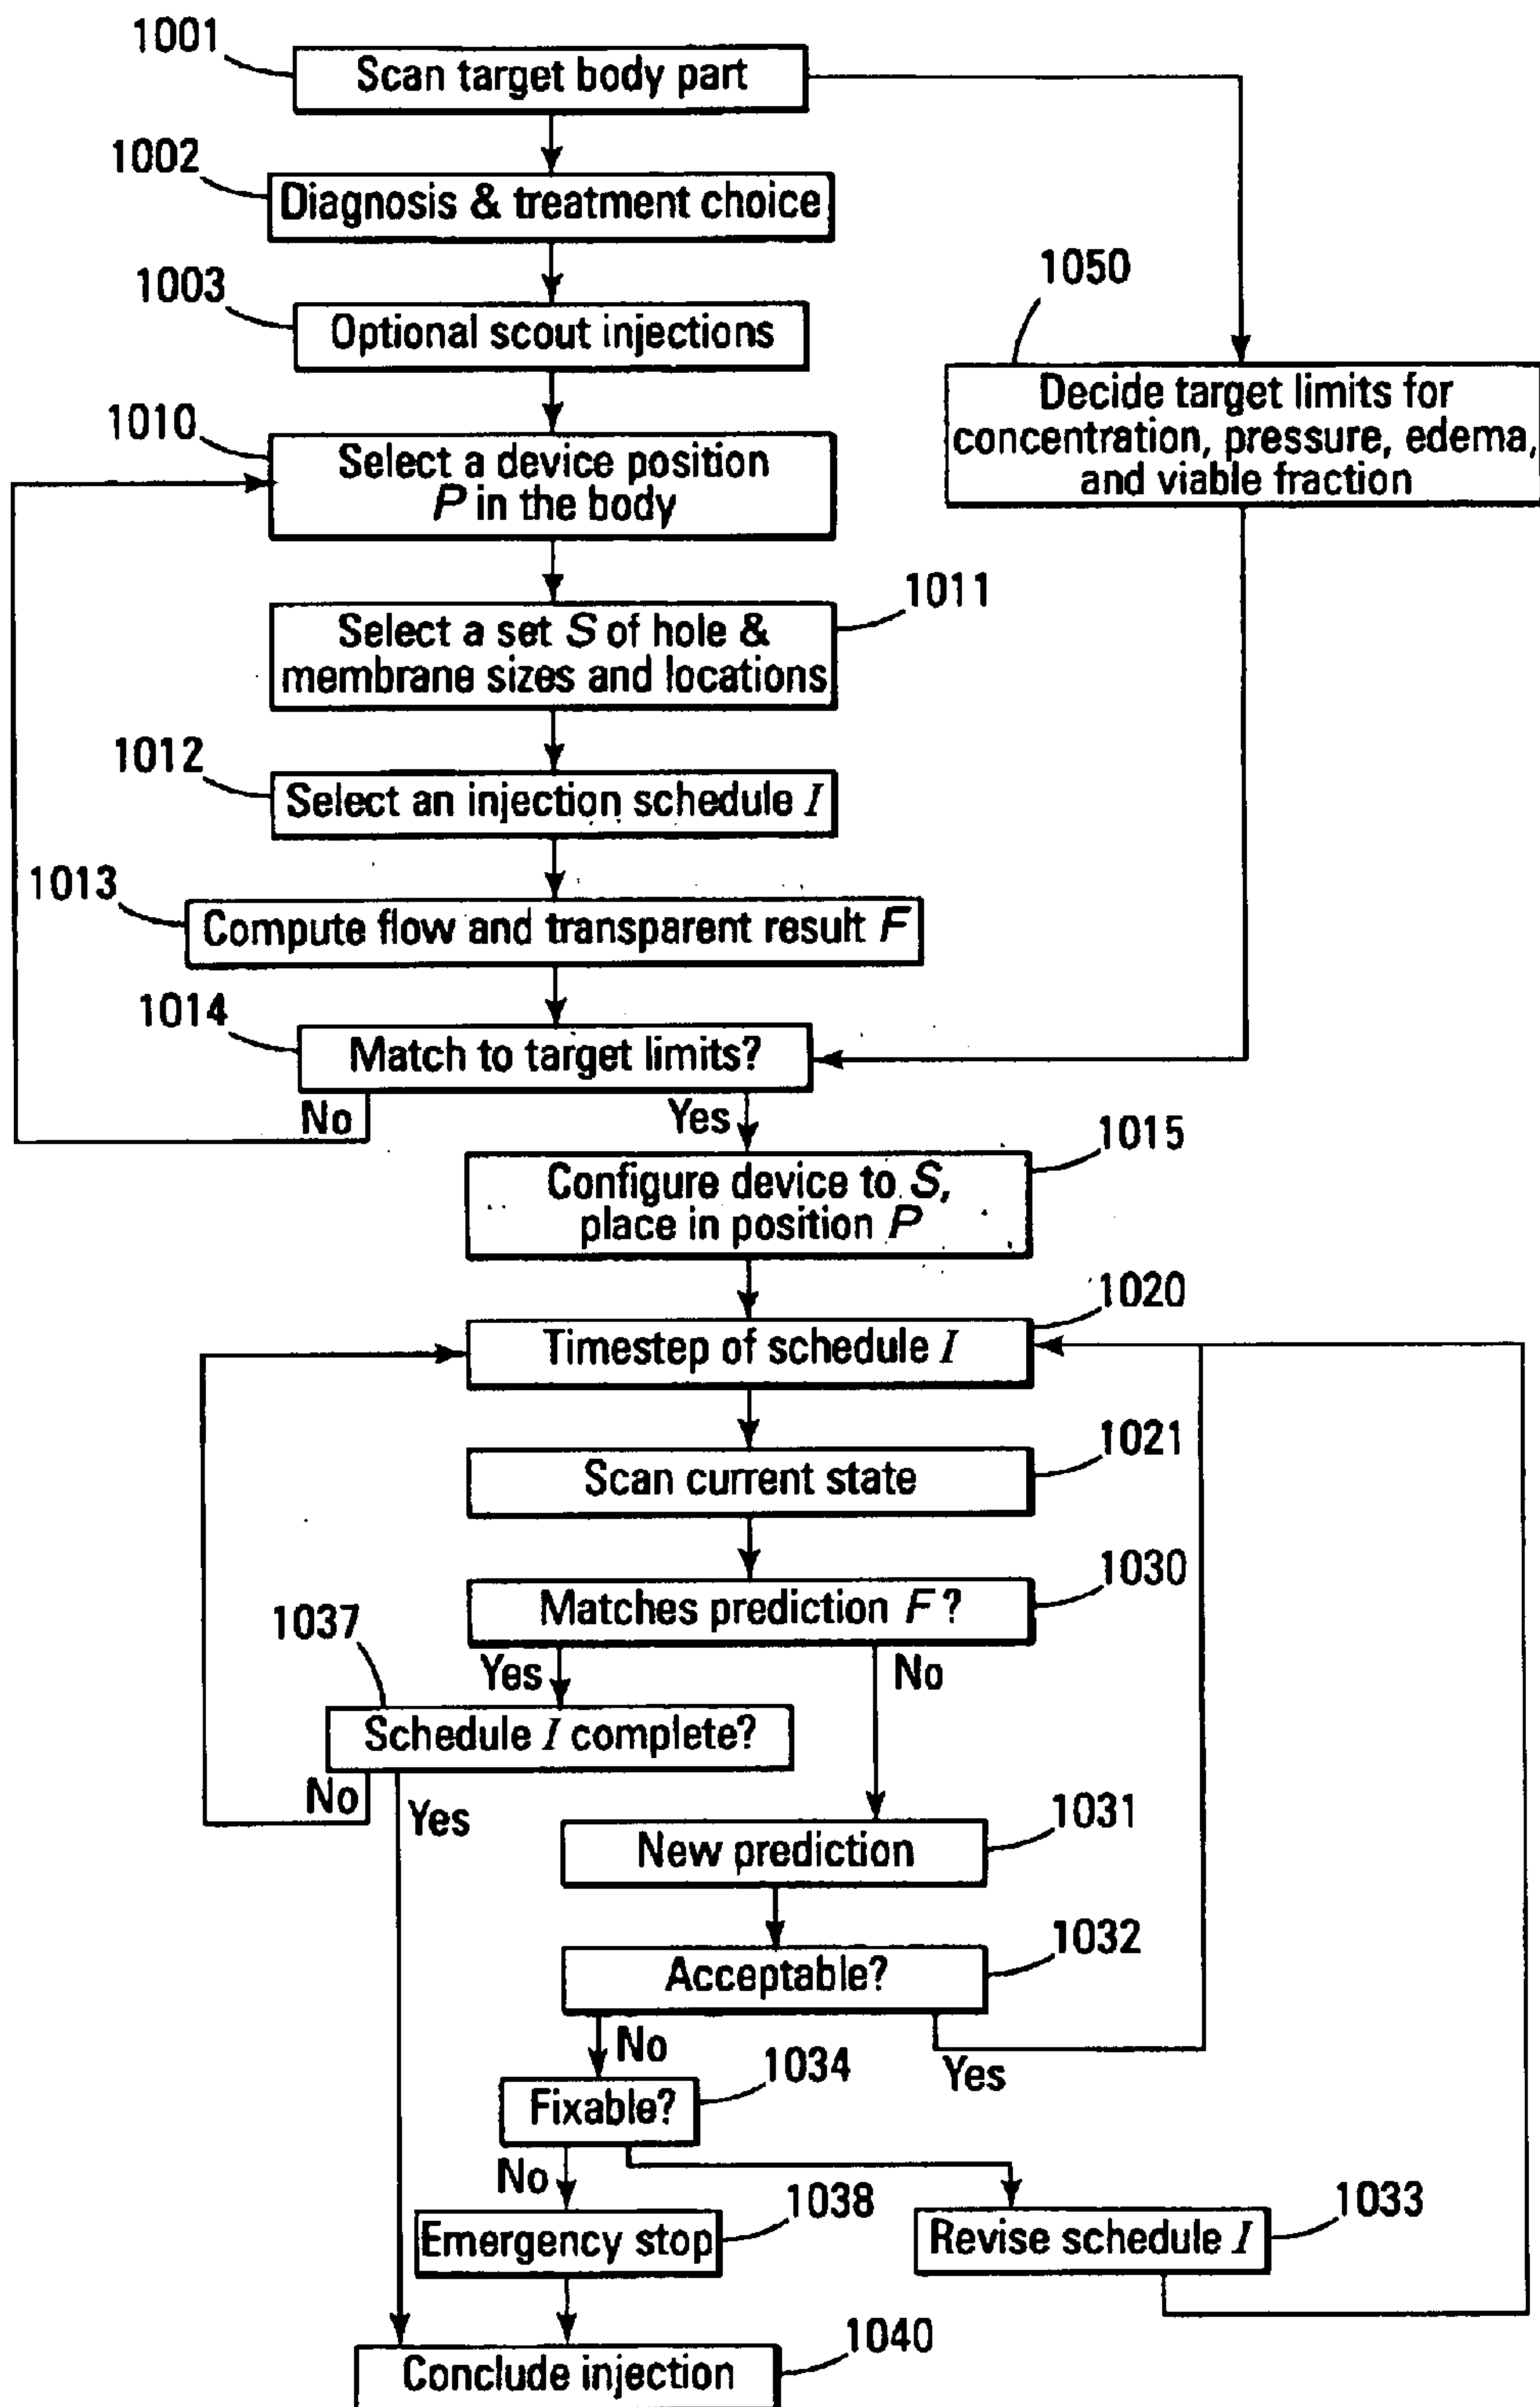 1001
Scan target body part
1002
Diagnosis & treatment choice
1003
Optional scout injections
1050
Decide target limits for
concentration, pressure, edema,
and viable fraction
1010
Select a device position
P in the body
1011
Select a set S of hole &
membrane sizes and locations
1012
Select an injection schedule I
1013
Compute flow and transparent result F
1014
Match to target limits?
No
Yes
1015
Configure device to S,
place in position P
1020
Timestep of schedule I
1021
Scan current state
1030
Matches prediction F?
1037
Yes
No
Schedule I complete?
No
Yes
1031
New prediction
1032
Acceptable?
No
Yes
1034
Fixable?
No
1038
Emergency stop
1033
Revise schedule I
1040
Conclude injection